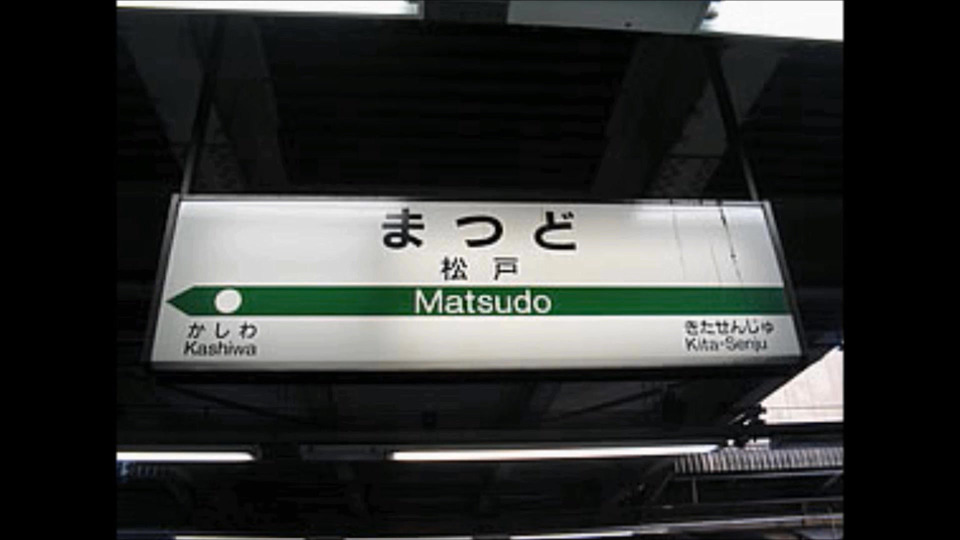 まつど
松戸
Matsudo
かしわ
Kashiwa
きたせんじゅ
Kita-Senju